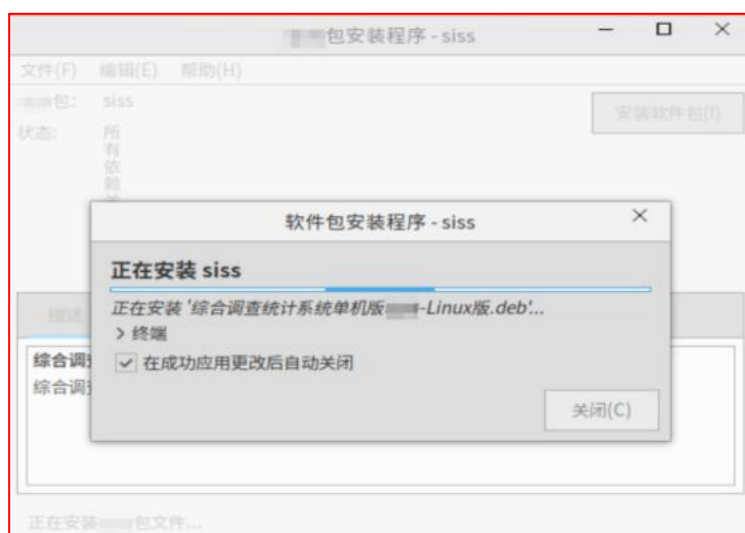 包安装程序 - siss
文件(F) 编辑(E) 帮助(H)
包: siss
安装软件包(I)
状态: 所
有
依
赖
软件包安装程序 - siss
正在安装 siss
正在安装 '综合调查统计系统单机版-Linux版.deb'...
> 终端
在成功应用更改后自动关闭
关闭(C)
描述
综合调
综合调
正在安装包文件...